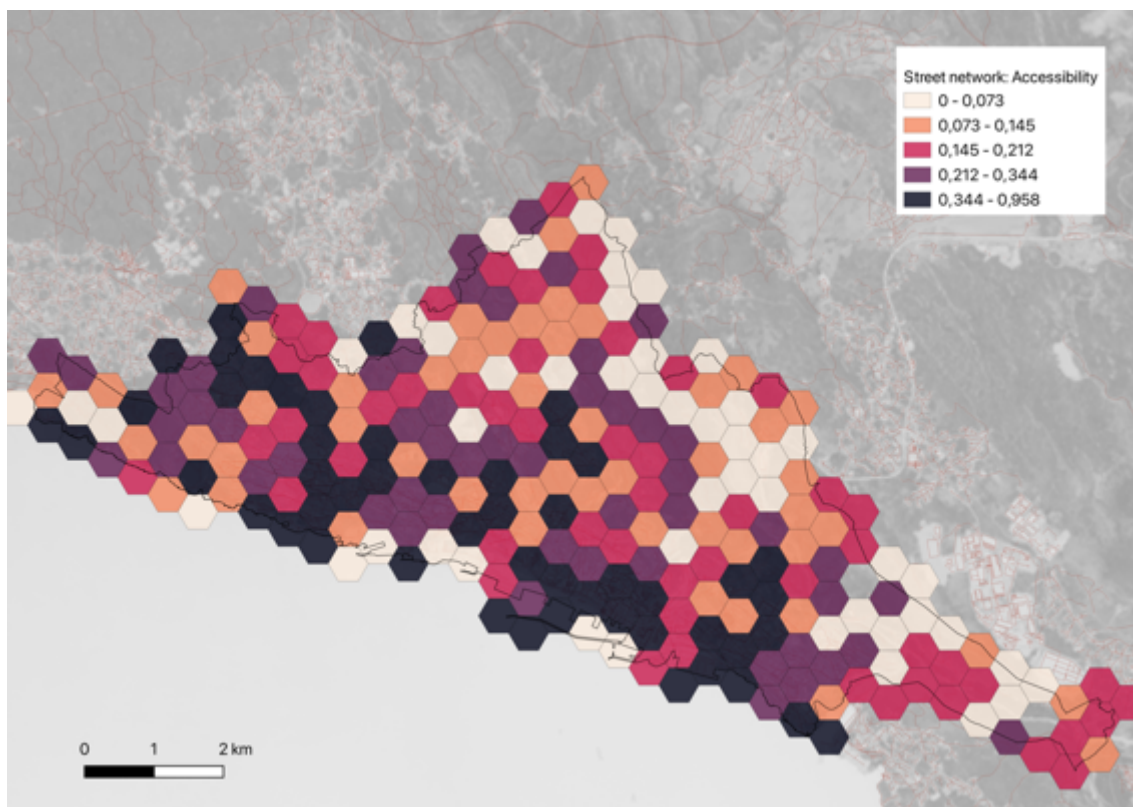 Street network: Accessibility
0 - 0,073
0,073 - 0,145
0,145 - 0,212
0,212 - 0,344
0,344 - 0,958
0 1 2 km